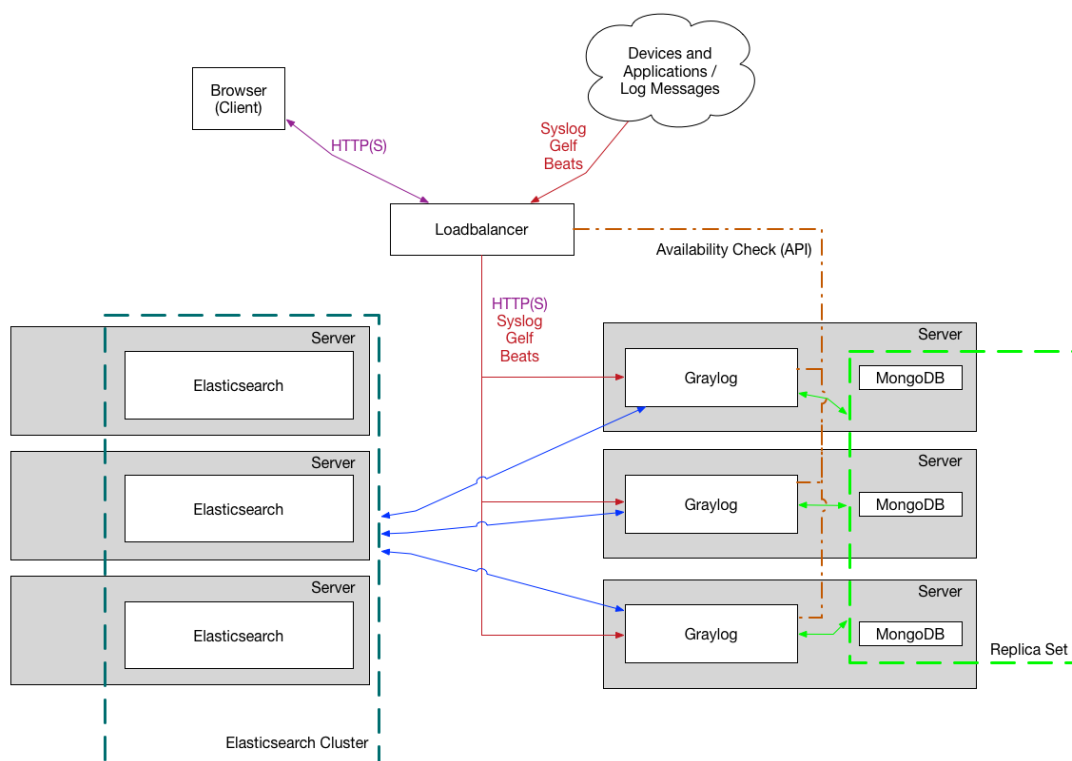 Devices and
Applications /
Log Messages
Browser
(Client)
HTTP(S)
Syslog
Gelf
Beats
Loadbalancer
Availability Check (API)
HTTP(S)
Syslog
Gelf
Beats
Server
Elasticsearch
Server
Elasticsearch
Server
Elasticsearch
Elasticsearch Cluster
Server
Graylog
MongoDB
Server
Graylog
MongoDB
Server
Graylog
MongoDB
Replica Set